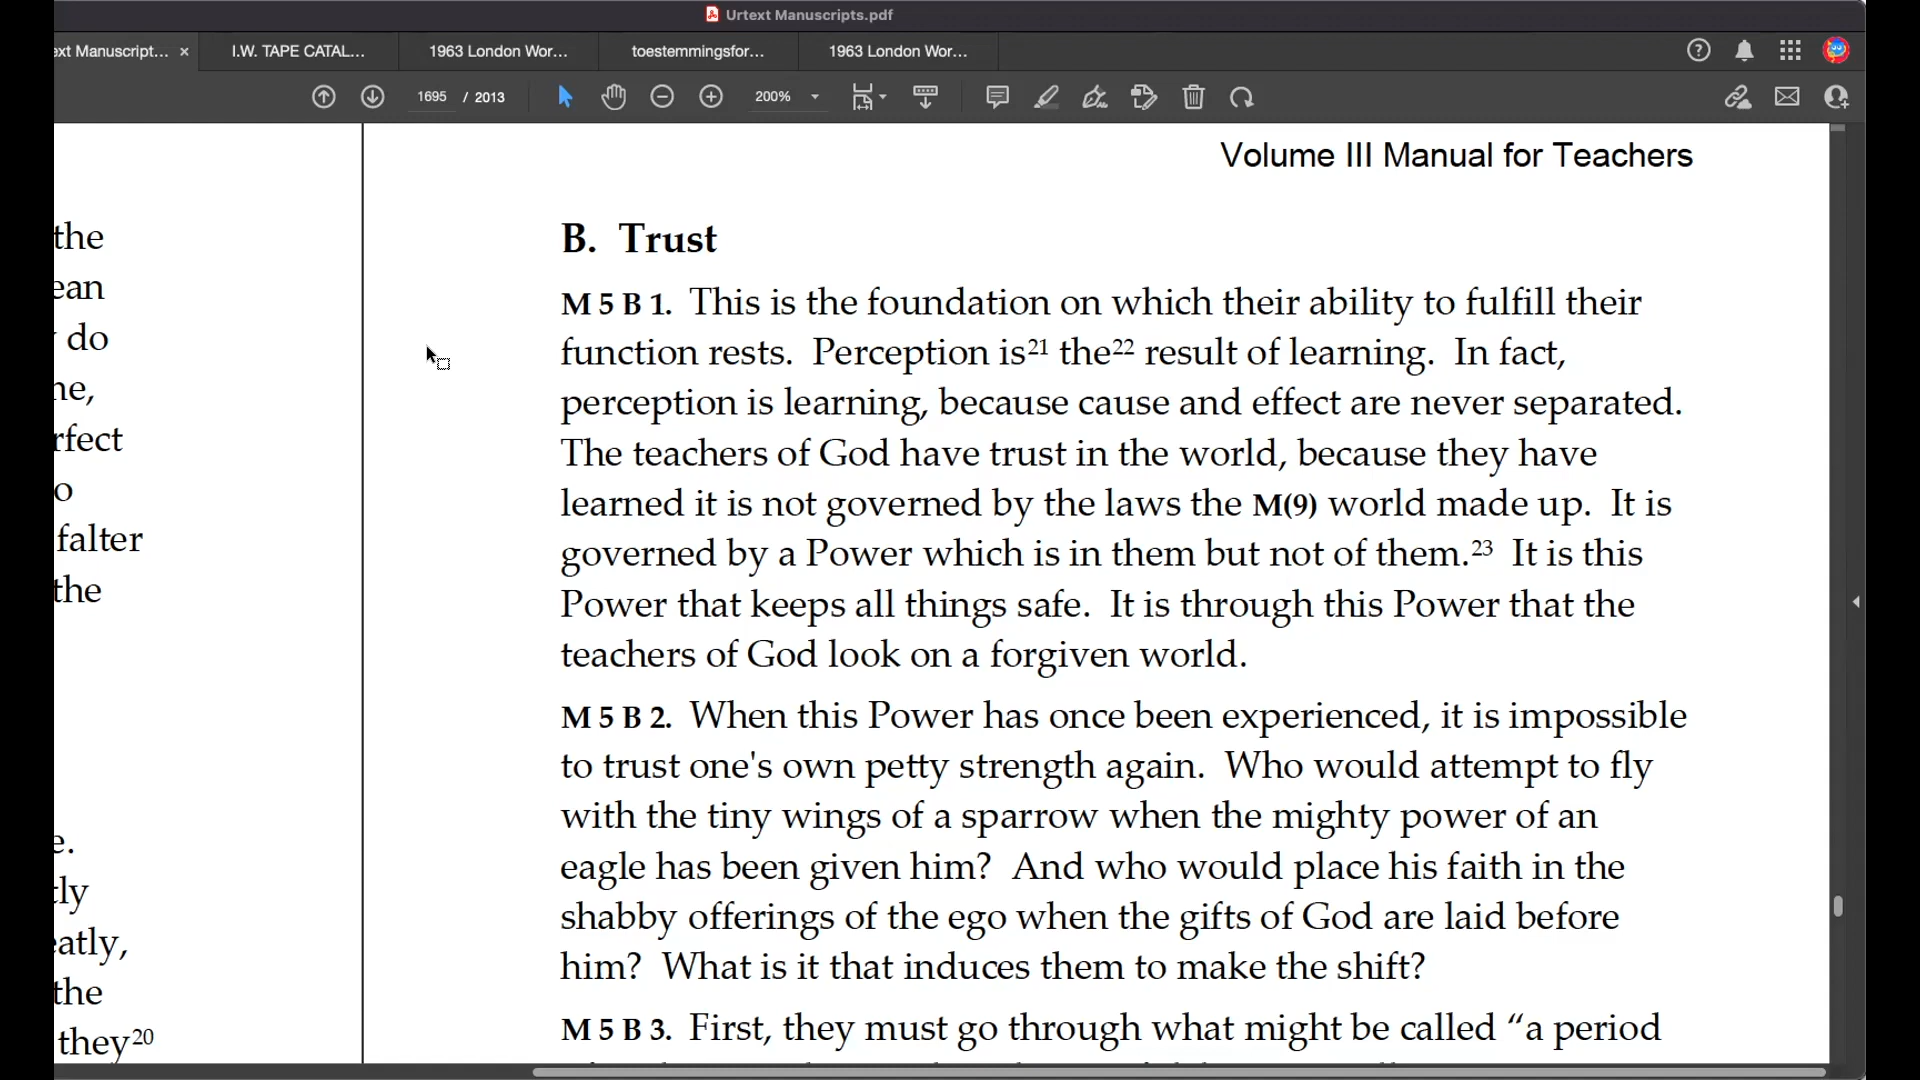 Urtext Manuscripts.pdf
ext Manuscript... ×
I.W. TAPE CATAL...
1963 London Wor...
toestemmingsfor...
1963 London Wor...
1695 / 2013
200%
the
ean
do
ne,
rfect
o
falter
the
e.
tly
eatly,
the
they20
Volume III Manual for Teachers
B. Trust
M 5 B 1. This is the foundation on which their ability to fulfill their
function rests. Perception is21 the22 result of learning. In fact,
perception is learning, because cause and effect are never separated.
The teachers of God have trust in the world, because they have
learned it is not governed by the laws the M(9) world made up. It is
governed by a Power which is in them but not of them.23 It is this
Power that keeps all things safe. It is through this Power that the
teachers of God look on a forgiven world.
M 5 B 2. When this Power has once been experienced, it is impossible
to trust one's own petty strength again. Who would attempt to fly
with the tiny wings of a sparrow when the mighty power of an
eagle has been given him? And who would place his faith in the
shabby offerings of the ego when the gifts of God are laid before
him? What is it that induces them to make the shift?
M 5 B 3. First, they must go through what might be called “a period